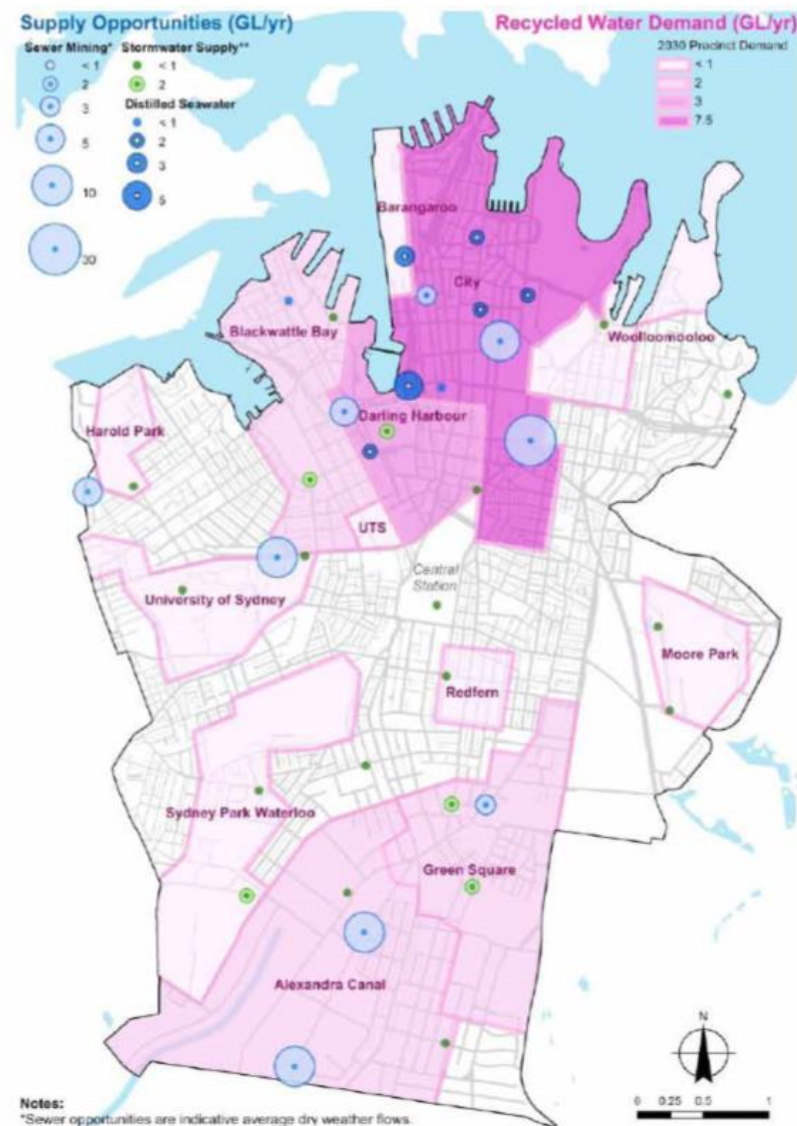 Supply Opportunities (GL/yr)
Sewer Mining*
< 1
2
3
5
10
30
Stormwater Supply**
< 1
2
Distilled Seawater
< 1
2
3
5
Recycled Water Demand (GL/yr)
2030 Precinct Demand
< 1
2
3
7.5
Barangaroo
City
Blackwattle Bay
Woolloomooloo
Darling Harbour
Harold Park
UTS
Central
Station
University of Sydney
Moore Park
Redfern
Sydney Park Waterloo
Green Square
Alexandra Canal
N
0 0.25 0.5 1
Notes:
*Sewer opportunities are indicative average dry weather flows.